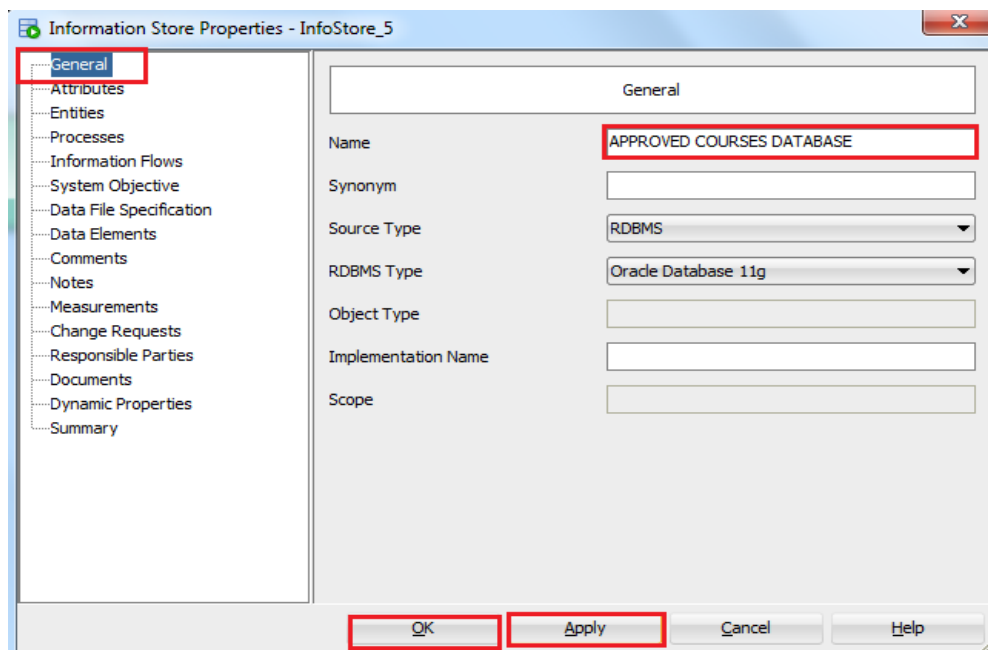 Information Store Properties - InfoStore_5
General
Attributes
Entities
Processes
Information Flows
System Objective
Data File Specification
Data Elements
Comments
Notes
Measurements
Change Requests
Responsible Parties
Documents
Dynamic Properties
Summary
General
Name APPROVED COURSES DATABASE
Synonym
Source Type RDBMS
RDBMS Type Oracle Database 11g
Object Type
Implementation Name
Scope
OK Apply Cancel Help